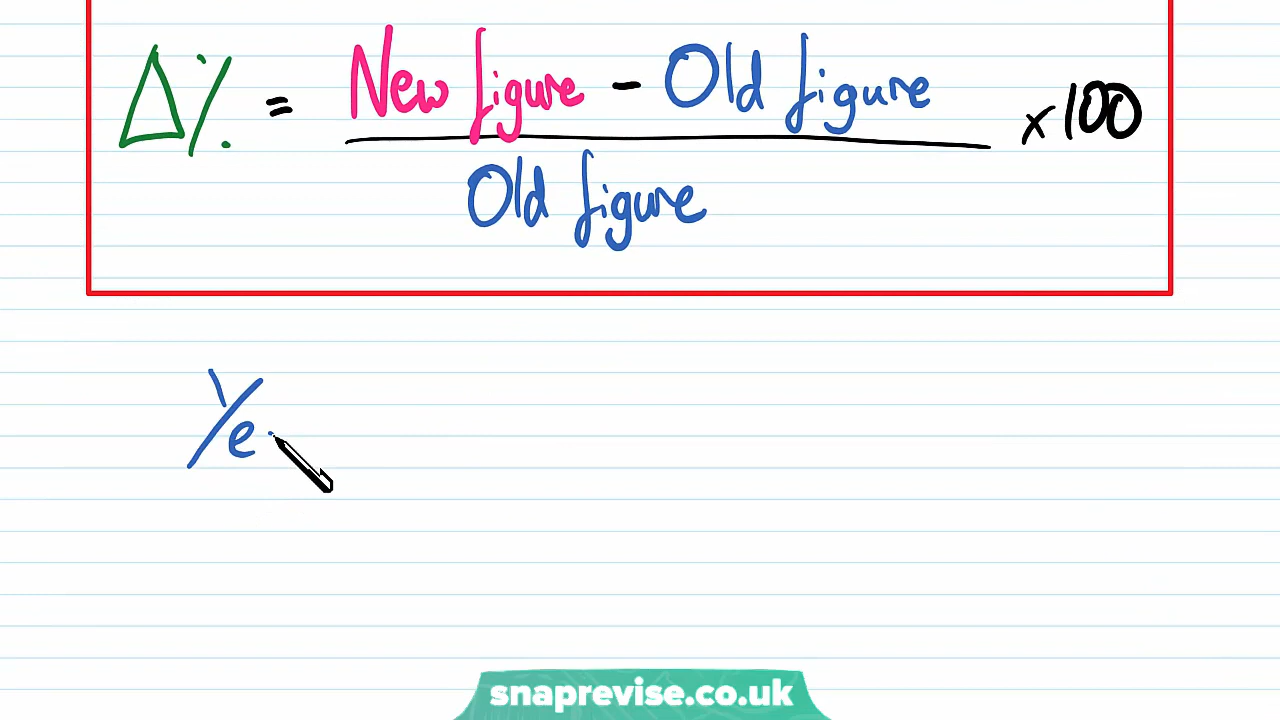 Δ% = New figure - Old figure x 100
Old figure
Ye
snaprevise.co.uk